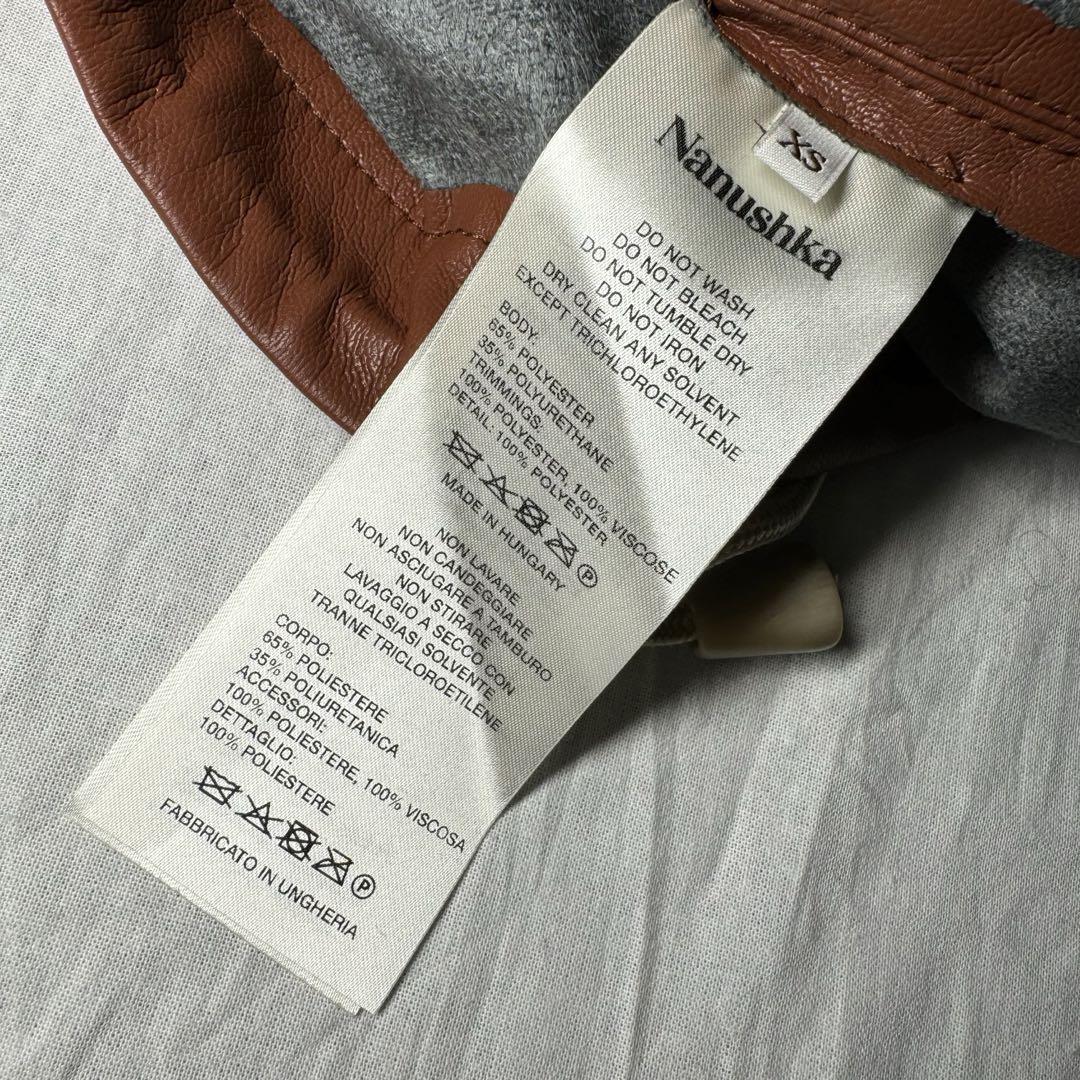 XS
Nanushka
DO NOT WASH
DO NOT BLEACH
DO NOT TUMBLE DRY
DO NOT IRON
DRY CLEAN ANY SOLVENT
EXCEPT TRICHLOROETHYLENE
BODY:
65% POLYESTER
35% POLYURETHANE
TRIMMINGS:
100% POLYESTER, 100% VISCOSE
DETAIL: 100% POLYESTER
P
MADE IN HUNGARY
NON LAVARE
NON CANDEGGIARE
NON ASCIUGARE A TAMBURO
NON STIRARE
LAVAGGIO A SECCO CON
QUALSIASI SOLVENTE
TRANNE TRICLOROETILENE
CORPO:
65% POLIESTERE
35% POLIURETANICA
ACCESSORI:
100% POLIESTERE, 100% VISCOSA
DETTAGLIO:
100% POLIESTERE
P
FABBRICATO IN UNGHERIA